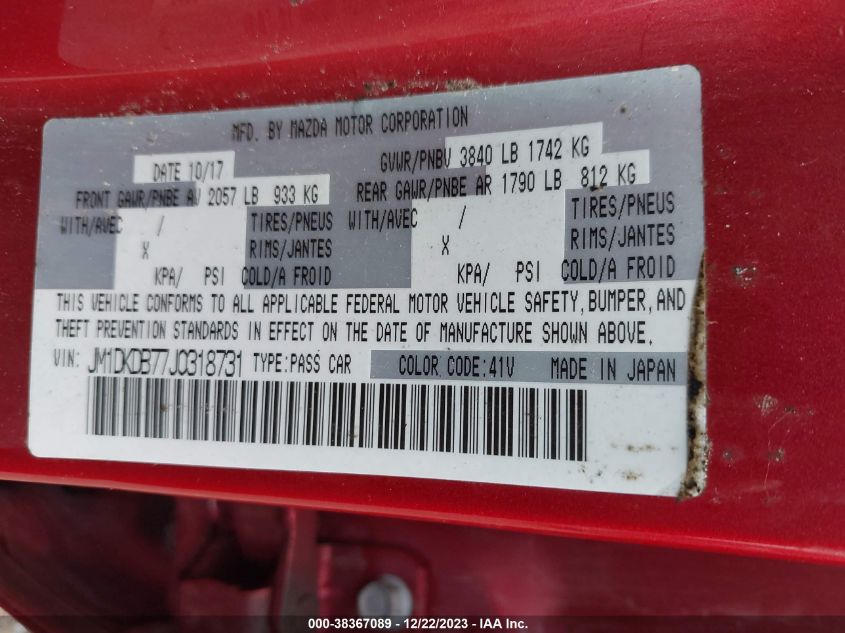 MFD. BY MAZDA MOTOR CORPORATION
DATE 10/17 GVWR/PNBV 3840 LB 1742 KG
FRONT GAWR/PNBE AV 2057 LB 933 KG REAR GAWR/PNBE AR 1790 LB 812 KG
WITH/AVEC / TIRES/PNEUS WITH/AVEC / TIRES/PNEUS
X RIMS/JANTES X RIMS/JANTES
KPA/ PSI COLD/A FROID KPA/ PSI COLD/A FROID
THIS VEHICLE CONFORMS TO ALL APPLICABLE FEDERAL MOTOR VEHICLE SAFETY, BUMPER, AND
THEFT PREVENTION STANDARDS IN EFFECT ON THE DATE OF MANUFACTURE SHOWN ABOVE.
VIN: JM1DKDB77J0318731 TYPE:PASS CAR COLOR CODE:41V MADE IN JAPAN
© - 38367089 - 12/22/2023 - IAA Inc.